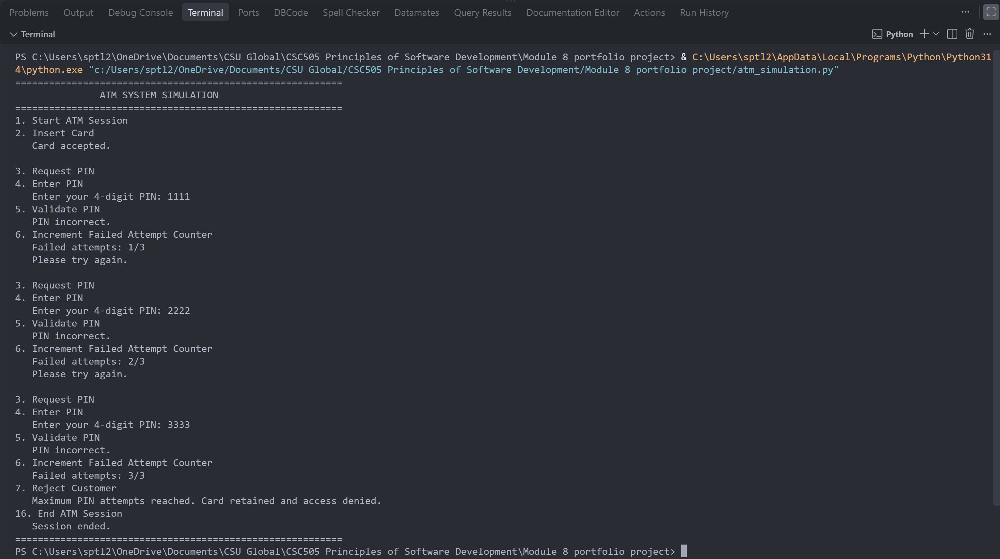 Problems Output Debug Console Terminal Ports DBCode Spell Checker Datamates Query Results Documentation Editor Actions Run History
Terminal Python
PS C:\Users\sptl2\OneDrive\Documents\CSU Global\CSC505 Principles of Software Development\Module 8 portfolio project> & C:\Users\sptl2\AppData\Local\Programs\Python\Python31
4\python.exe "c:/Users/sptl2/OneDrive/Documents/CSU Global/CSC505 Principles of Software Development/Module 8 portfolio project/atm_simulation.py"
==========================================================
ATM SYSTEM SIMULATION
==========================================================
1. Start ATM Session
2. Insert Card
Card accepted.
3. Request PIN
4. Enter PIN
Enter your 4-digit PIN: 1111
5. Validate PIN
PIN incorrect.
6. Increment Failed Attempt Counter
Failed attempts: 1/3
Please try again.
3. Request PIN
4. Enter PIN
Enter your 4-digit PIN: 2222
5. Validate PIN
PIN incorrect.
6. Increment Failed Attempt Counter
Failed attempts: 2/3
Please try again.
3. Request PIN
4. Enter PIN
Enter your 4-digit PIN: 3333
5. Validate PIN
PIN incorrect.
6. Increment Failed Attempt Counter
Failed attempts: 3/3
7. Reject Customer
Maximum PIN attempts reached. Card retained and access denied.
16. End ATM Session
Session ended.
==========================================================
PS C:\Users\sptl2\OneDrive\Documents\CSU Global\CSC505 Principles of Software Development\Module 8 portfolio project>